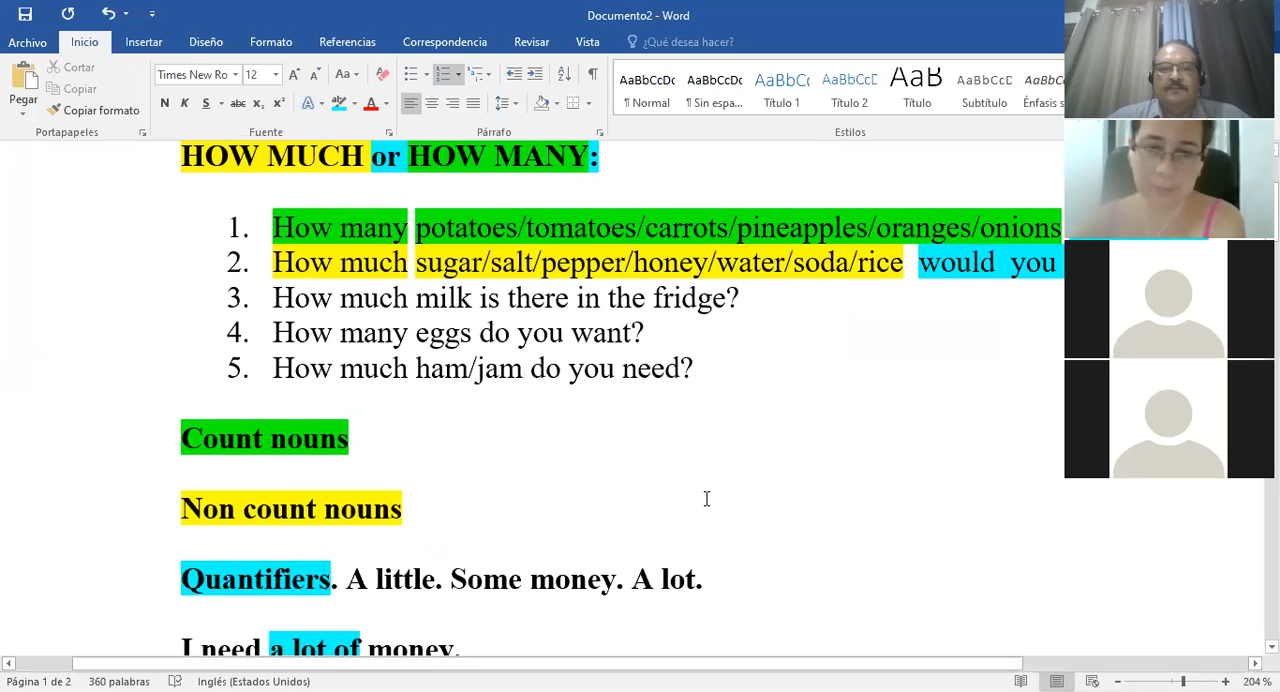 Documento2 - Word
Archivo Inicio Insertar Diseño Formato Referencias Correspondencia Revisar Vista ¿Qué desea hacer?
Pegar
Cortar
Copiar
Copiar formato
Times New Ro 12
N K S abc x₂ x²
AaBbCcDc AaBbCcDc AaBbCc AaBbCcD AaB AaBbCcD AaBbCcDc
¶ Normal ¶ Sin espa... Título 1 Título 2 Título Subtítulo Énfasis s
Portapapeles Fuente Párrafo Estilos
HOW MUCH or HOW MANY:
1. How many potatoes/tomatoes/carrots/pineapples/oranges/onions
2. How much sugar/salt/pepper/honey/water/soda/rice would you
3. How much milk is there in the fridge?
4. How many eggs do you want?
5. How much ham/jam do you need?
Count nouns
Non count nouns
Quantifiers. A little. Some money. A lot.
I need a lot of money.
Página 1 de 2 360 palabras Inglés (Estados Unidos) 204 %